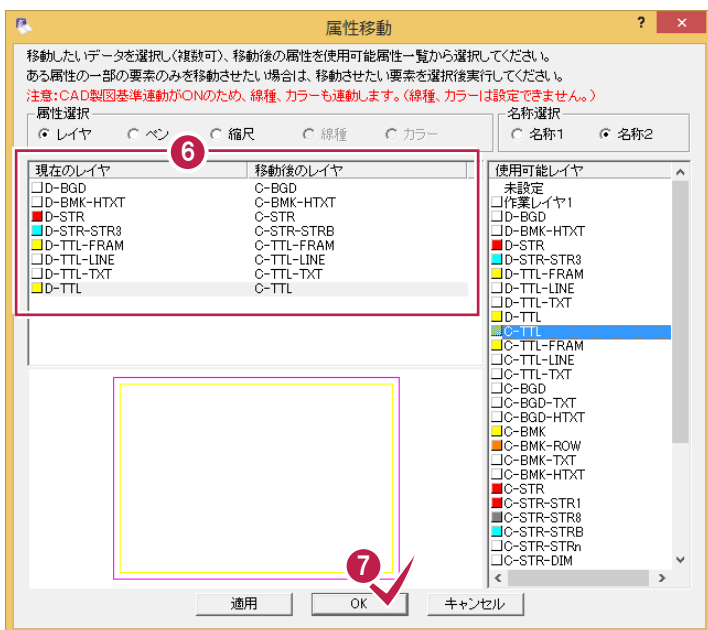 属性移動
? ×
移動したいデータを選択し(複数可)、移動後の属性を使用可能属性一覧から選択してください。
ある属性の一部の要素のみを移動させたい場合は、移動させたい要素を選択後実行してください。
注意:CAD製図基準連動がONのため、線種、カラーも連動します。(線種、カラーは設定できません。)
属性選択
レイヤ ペン 縮尺 線種 カラー
名称選択
名称1 名称2
6
現在のレイヤ 移動後のレイヤ
D-BGD C-BGD
D-BMK-HTXT C-BMK-HTXT
D-STR C-STR
D-STR-STR3 C-STR-STRB
D-TTL-FRAM C-TTL-FRAM
D-TTL-LINE C-TTL-LINE
D-TTL-TXT C-TTL-TXT
D-TTL C-TTL
使用可能レイヤ
未設定
作業レイヤ1
D-BGD
D-BMK-HTXT
D-STR
D-STR-STR3
D-TTL-FRAM
D-TTL-LINE
D-TTL-TXT
D-TTL
C-TTL
C-TTL-FRAM
C-TTL-LINE
C-TTL-TXT
C-BGD
C-BGD-TXT
C-BGD-HTXT
C-BMK
C-BMK-ROW
C-BMK-TXT
C-BMK-HTXT
C-STR
C-STR-STR1
C-STR-STR8
C-STR-STRB
C-STR-STRn
C-STR-DIM
7
適用 OK キャンセル